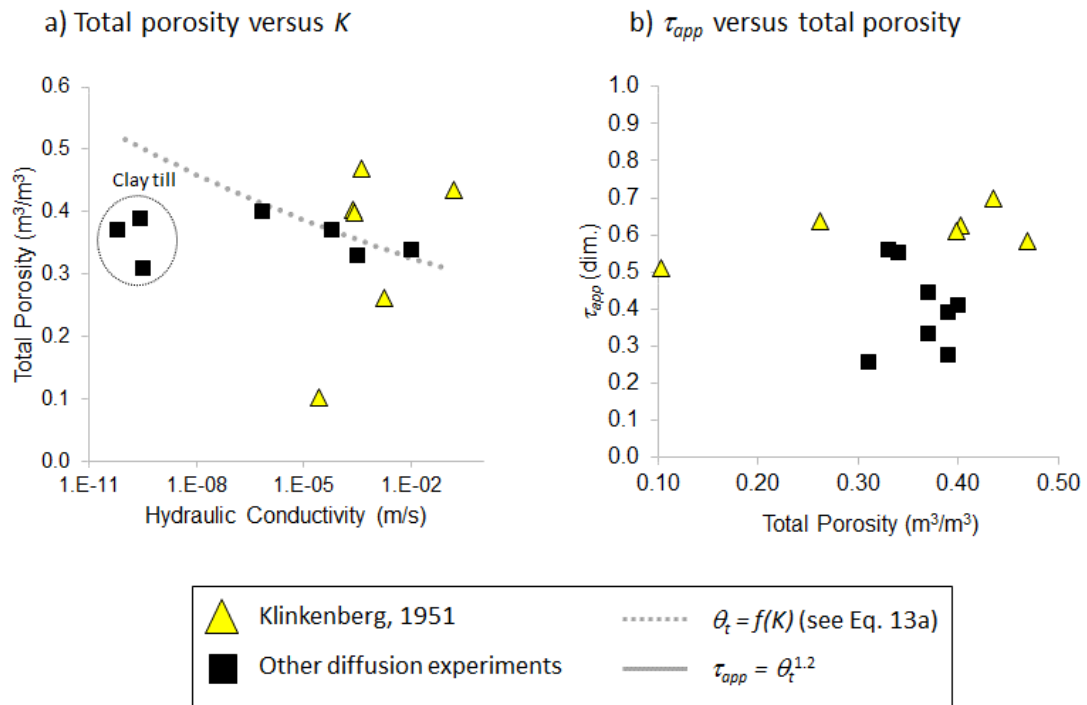 a) Total porosity versus K
0.6
0.5
0.4
0.3
0.2
0.1
0.0
Total Porosity (m³/m³)
Clay till
1.E-11
1.E-08
1.E-05
1.E-02
Hydraulic Conductivity (m/s)
b) τapp versus total porosity
1.0
0.9
0.8
0.7
0.6
0.5
0.4
0.3
0.2
0.1
0.0
τapp (dim.)
0.10
0.20
0.30
0.40
0.50
Total Porosity (m³/m³)
Klinkenberg, 1951
Other diffusion experiments
θt = f(K) (see Eq. 13a)
τapp = θt^1.2